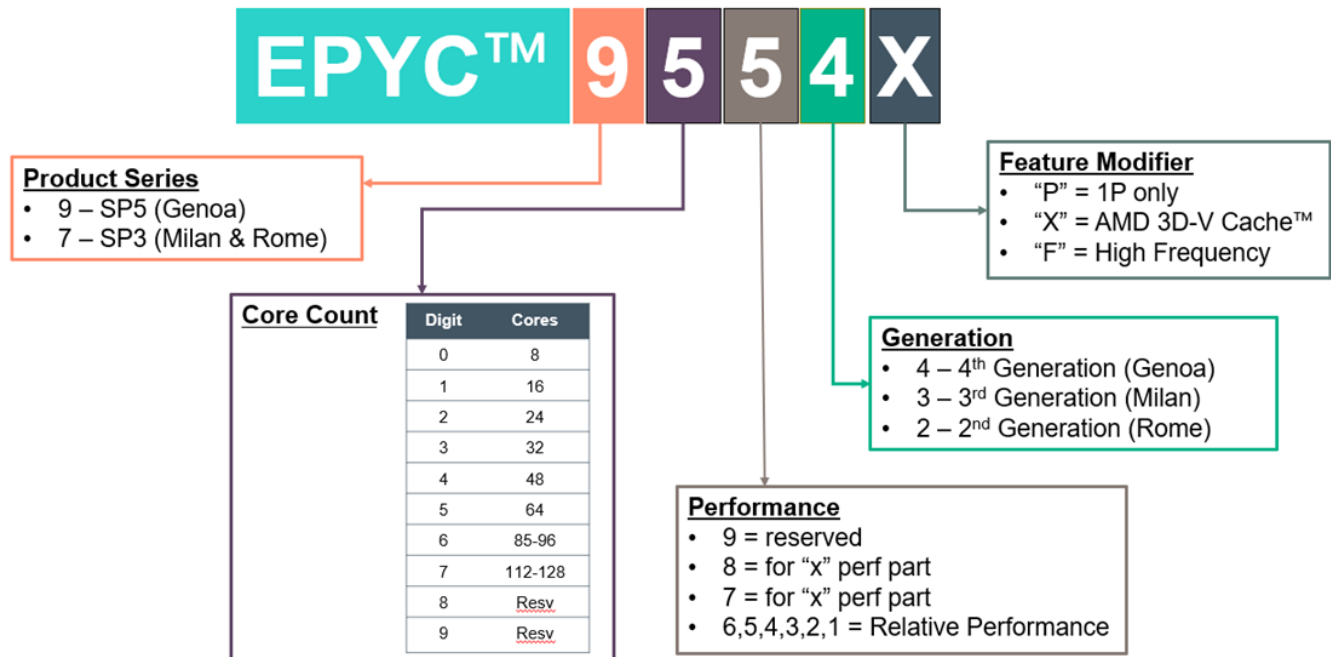 EPYC™ 9 5 5 4 X
Product Series
• 9 – SP5 (Genoa)
• 7 – SP3 (Milan & Rome)
Feature Modifier
• “P” = 1P only
• “X” = AMD 3D-V Cache™
• “F” = High Frequency
Core Count
Digit Cores
0 8
1 16
2 24
3 32
4 48
5 64
6 85-96
7 112-128
8 Resv
9 Resv
Generation
• 4 – 4th Generation (Genoa)
• 3 – 3rd Generation (Milan)
• 2 – 2nd Generation (Rome)
Performance
• 9 = reserved
• 8 = for “x” perf part
• 7 = for “x” perf part
• 6,5,4,3,2,1 = Relative Performance